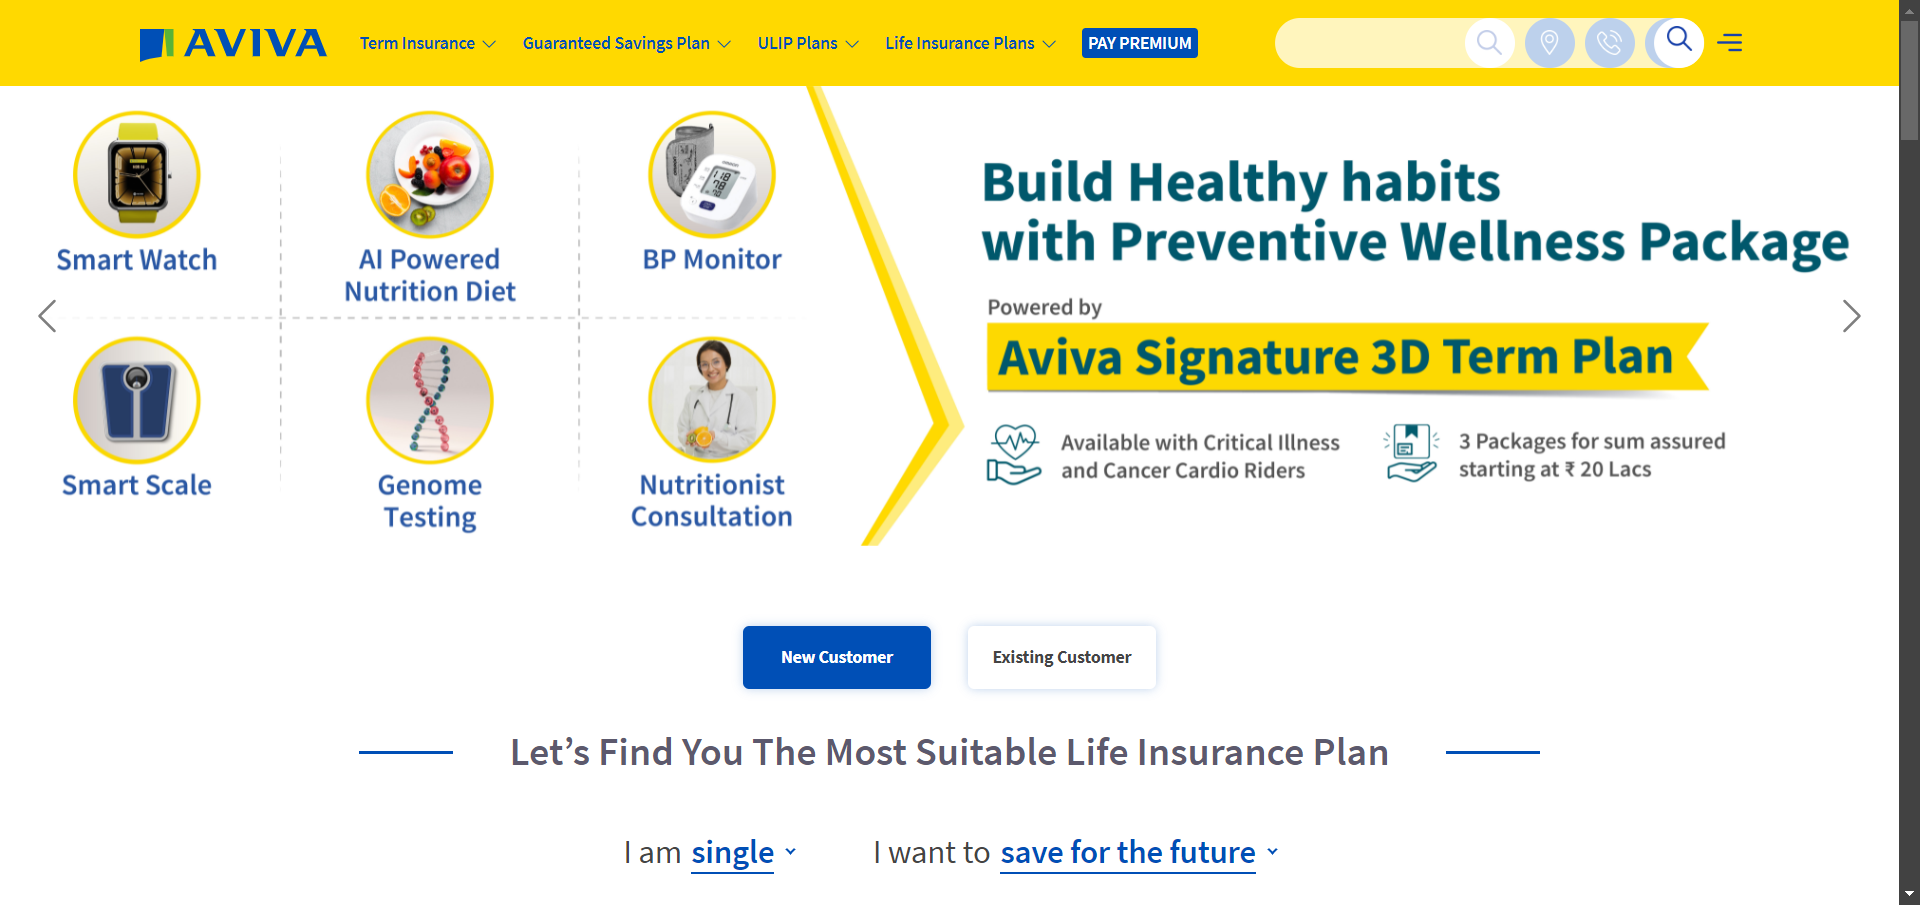 AVIVA
Term Insurance
Guaranteed Savings Plan
ULIP Plans
Life Insurance Plans
PAY PREMIUM
Smart Watch
AI Powered
Nutrition Diet
BP Monitor
Smart Scale
Genome
Testing
Nutritionist
Consultation
Build Healthy habits
with Preventive Wellness Package
Powered by
Aviva Signature 3D Term Plan
Available with Critical Illness
and Cancer Cardio Riders
3 Packages for sum assured
starting at ₹ 20 Lacs
New Customer
Existing Customer
Let’s Find You The Most Suitable Life Insurance Plan
I am single
I want to save for the future